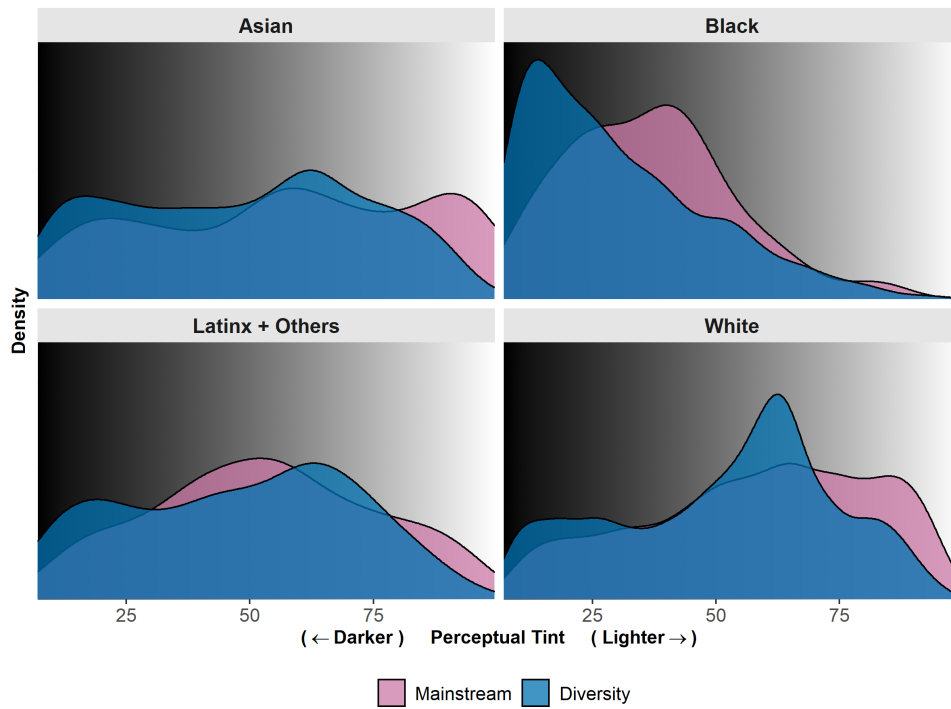 Asian
Black
Density
Latinx + Others
White
25 50 75
25 50 75
( ← Darker ) Perceptual Tint ( Lighter → )
Mainstream Diversity